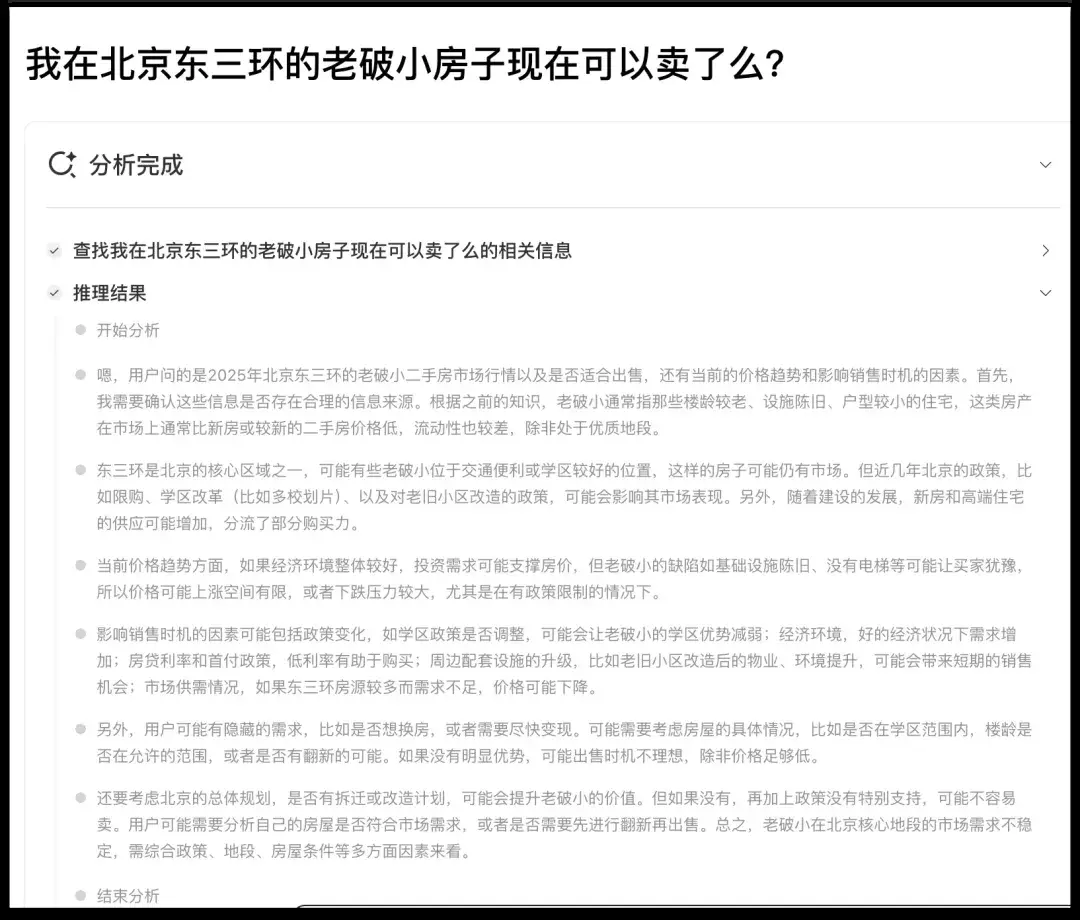 我在北京东三环的老破小房子现在可以卖了么?
分析完成
查找我在北京东三环的老破小房子现在可以卖了么的相关信息
推理结果
开始分析
嗯，用户问的是2025年北京东三环的老破小二手房市场行情以及是否适合出售，还有当前的价格趋势和影响销售时机的因素。首先，
我需要确认这些信息是否存在合理的信息来源。根据之前的知识，老破小通常指那些楼龄较老、设施陈旧、户型较小的住宅，这类房产
在市场上通常比新房或较新的二手房价格低，流动性也较差，除非处于优质地段。
东三环是北京的核心区域之一，可能有些老破小位于交通便利或学区较好的位置，这样的房子可能仍有市场。但近几年北京的政策，比
如限购、学区改革（比如多校划片）、以及对老旧小区改造的政策，可能会影响其市场表现。另外，随着建设的发展，新房和高端住宅
的供应可能增加，分流了部分购买力。
当前价格趋势方面，如果经济环境整体较好，投资需求可能支撑房价，但老破小的缺陷如基础设施陈旧、没有电梯等可能让买家犹豫，
所以价格可能上涨空间有限，或者下跌压力较大，尤其是在有政策限制的情况下。
影响销售时机的因素可能包括政策变化，如学区政策是否调整，可能会让老破小的学区优势减弱；经济环境，好的经济状况下需求增
加；房贷利率和首付政策，低利率有助于购买；周边配套设施的升级，比如老旧小区改造后的物业、环境提升，可能会带来短期的销售
机会；市场供需情况，如果东三环房源较多而需求不足，价格可能下降。
另外，用户可能有隐藏的需求，比如是否想换房，或者需要尽快变现。可能需要考虑房屋的具体情况，比如是否在学区范围内，楼龄是
否在允许的范围，或者是否有翻新的可能。如果没有明显优势，可能出售时机不理想，除非价格足够低。
还要考虑北京的总体规划，是否有拆迁或改造计划，可能会提升老破小的价值。但如果没有，再加上政策没有特别支持，可能不容易
卖。用户可能需要分析自己的房屋是否符合市场需求，或者是否需要先进行翻新再出售。总之，老破小在北京核心地段的市场需求不稳
定，需综合政策、地段、房屋条件等多方面因素来看。
结束分析